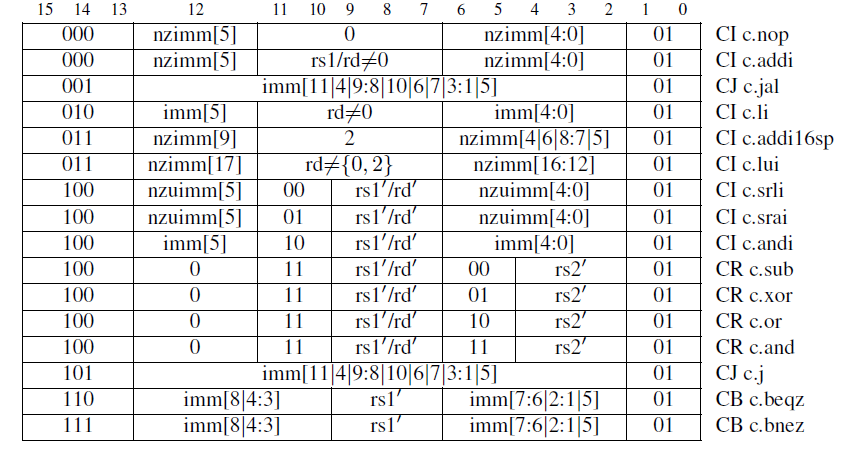 15 14 13 12 11 10 9 8 7 6 5 4 3 2 1 0
000 nzimm[5] 0 nzimm[4:0] 01 CI c.nop
000 nzimm[5] rs1/rd≠0 nzimm[4:0] 01 CI c.addi
001 imm[11|4|9:8|10|6|7|3:1|5] 01 CJ c.jal
010 imm[5] rd≠0 imm[4:0] 01 CI c.li
011 nzimm[9] 2 nzimm[4|6|8:7|5] 01 CI c.addi16sp
011 nzimm[17] rd≠{0, 2} nzimm[16:12] 01 CI c.lui
100 nzuimm[5] 00 rs1′/rd′ nzuimm[4:0] 01 CI c.srli
100 nzuimm[5] 01 rs1′/rd′ nzuimm[4:0] 01 CI c.srai
100 imm[5] 10 rs1′/rd′ imm[4:0] 01 CI c.andi
100 0 11 rs1′/rd′ 00 rs2′ 01 CR c.sub
100 0 11 rs1′/rd′ 01 rs2′ 01 CR c.xor
100 0 11 rs1′/rd′ 10 rs2′ 01 CR c.or
100 0 11 rs1′/rd′ 11 rs2′ 01 CR c.and
101 imm[11|4|9:8|10|6|7|3:1|5] 01 CJ c.j
110 imm[8|4:3] rs1′ imm[7:6|2:1|5] 01 CB c.beqz
111 imm[8|4:3] rs1′ imm[7:6|2:1|5] 01 CB c.bnez